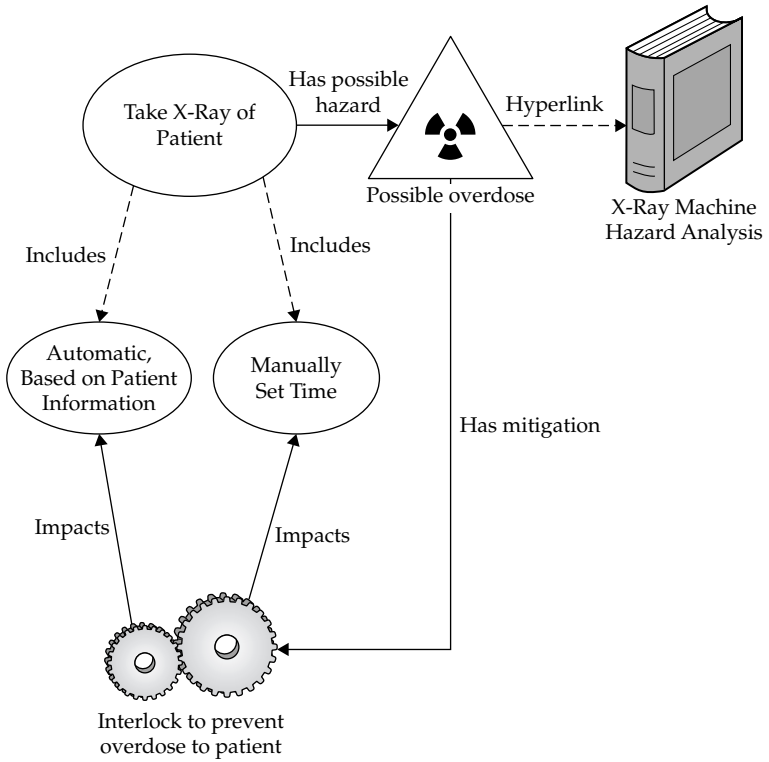 Take X-Ray of
Patient
Has possible
hazard
Hyperlink
Possible overdose
X-Ray Machine
Hazard Analysis
Includes
Includes
Automatic,
Based on Patient
Information
Manually
Set Time
Has mitigation
Impacts
Impacts
Interlock to prevent
overdose to patient